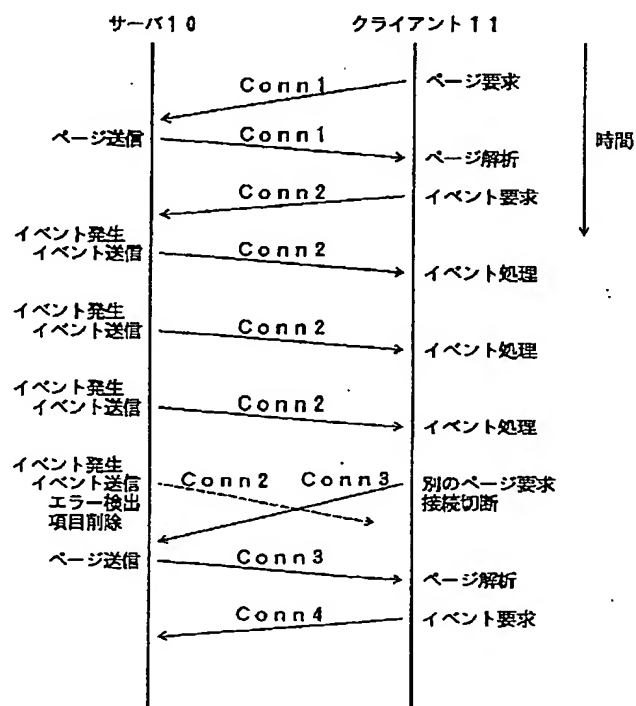 サーバ10
クライアント11
Conn1
ページ要求
時間
ページ送信
Conn1
ページ解析
Conn2
イベント要求
イベント発生
イベント送信
Conn2
イベント処理
イベント発生
イベント送信
Conn2
イベント処理
イベント発生
イベント送信
Conn2
イベント処理
イベント発生
イベント送信
エラー検出
項目削除
Conn2
Conn3
別のページ要求
接続切断
ページ送信
Conn3
ページ解析
Conn4
イベント要求